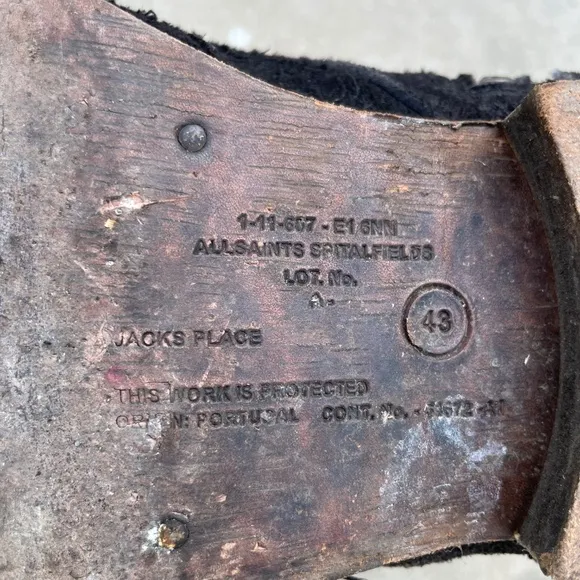 1-11-607 - E1 6NN
ALLSAINTS SPITALFIELDS
LOT. No.
A-
43
JACKS PLACE
THIS WORK IS PROTECTED
PORTUGAL CONT. No. -